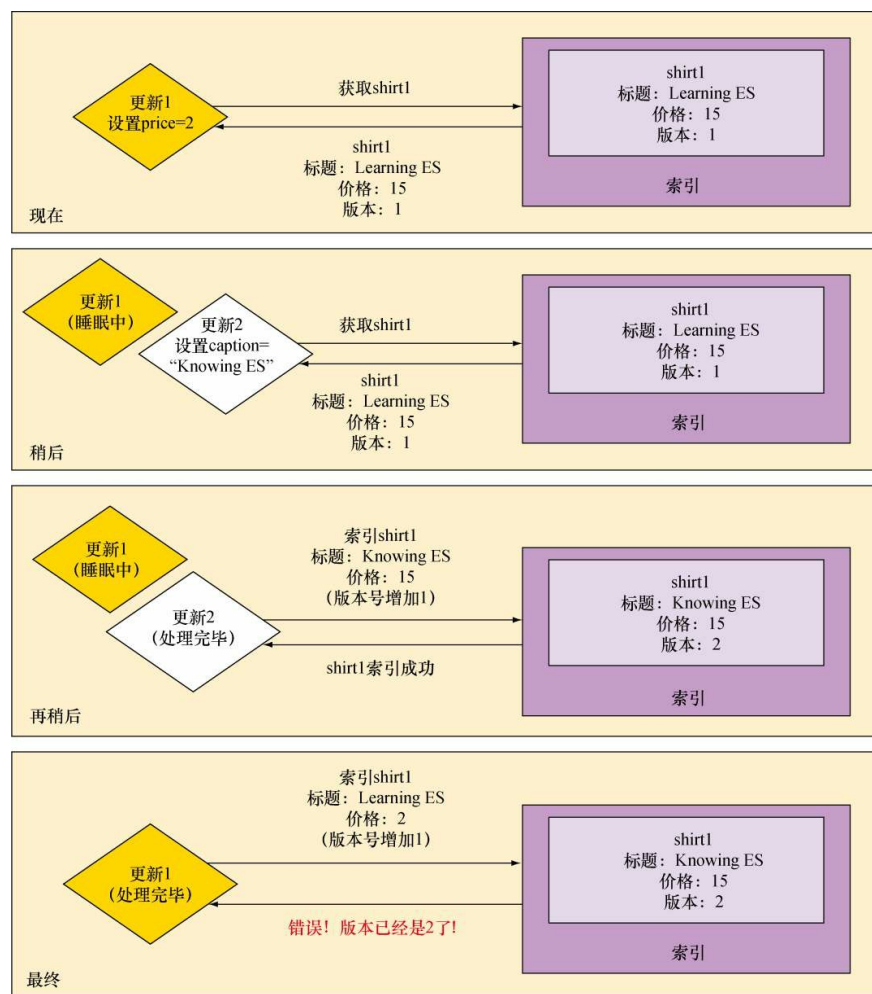 更新1
设置price=2
获取shirt1
shirt1
标题：Learning ES
价格：15
版本：1
shirt1
标题：Learning ES
价格：15
版本：1
索引
现在
更新1
（睡眠中）
更新2
设置caption=
“Knowing ES”
获取shirt1
shirt1
标题：Learning ES
价格：15
版本：1
shirt1
标题：Learning ES
价格：15
版本：1
索引
稍后
更新1
（睡眠中）
更新2
（处理完毕）
索引shirt1
标题：Knowing ES
价格：15
（版本号增加1）
shirt1索引成功
shirt1
标题：Knowing ES
价格：15
版本：2
索引
再稍后
更新1
（处理完毕）
索引shirt1
标题：Learning ES
价格：2
（版本号增加1）
错误！版本已经是2了！
shirt1
标题：Knowing ES
价格：15
版本：2
索引
最终